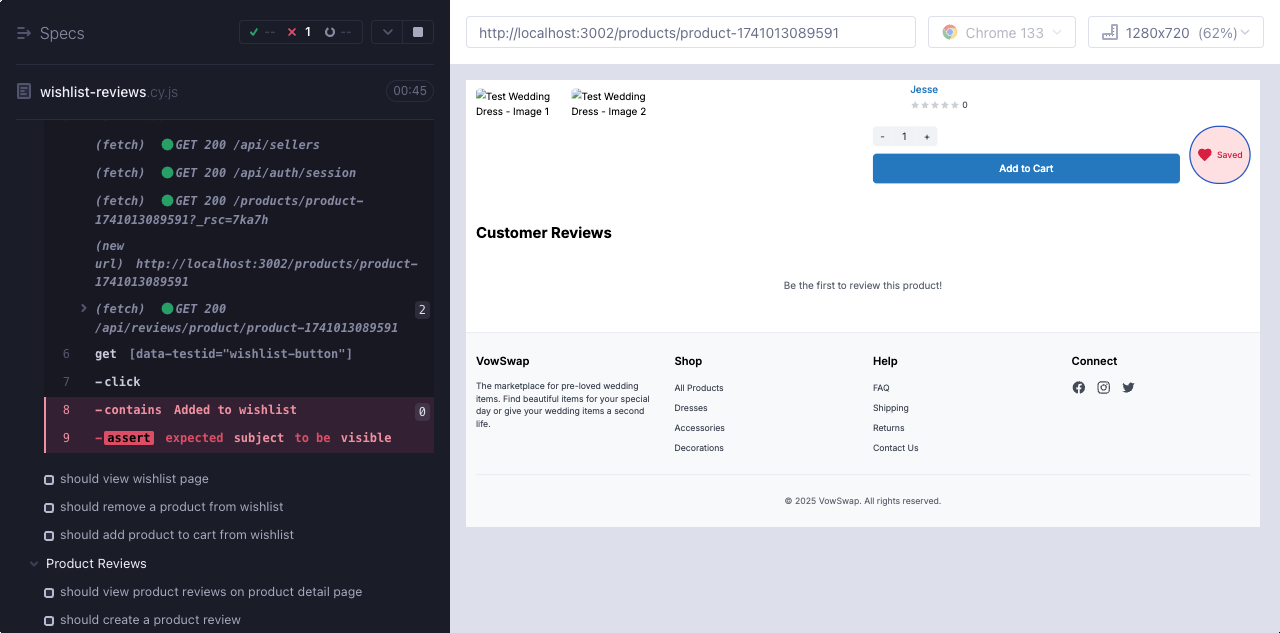 Specs
-- 1 --
wishlist-reviews.cy.js
00:45
(fetch) GET 200 /api/sellers
(fetch) GET 200 /api/auth/session
(fetch) GET 200 /products/product-
1741013089591?_rsc=7ka7h
(new
url) http://localhost:3002/products/product-
1741013089591
(fetch) GET 200
/api/reviews/product/product-1741013089591
2
6 get [data-testid="wishlist-button"]
7 -click
8 -contains Added to wishlist 0
9 -assert expected subject to be visible
should view wishlist page
should remove a product from wishlist
should add product to cart from wishlist
Product Reviews
should view product reviews on product detail page
should create a product review
http://localhost:3002/products/product-1741013089591
Chrome 133
1280x720 (62%)
Test Wedding
Dress - Image 1
Test Wedding
Dress - Image 2
Jesse
0
- 1 +
Add to Cart
Saved
Customer Reviews
Be the first to review this product!
VowSwap
The marketplace for pre-loved wedding
items. Find beautiful items for your special
day or give your wedding items a second
life.
Shop
All Products
Dresses
Accessories
Decorations
Help
FAQ
Shipping
Returns
Contact Us
Connect
© 2025 VowSwap. All rights reserved.